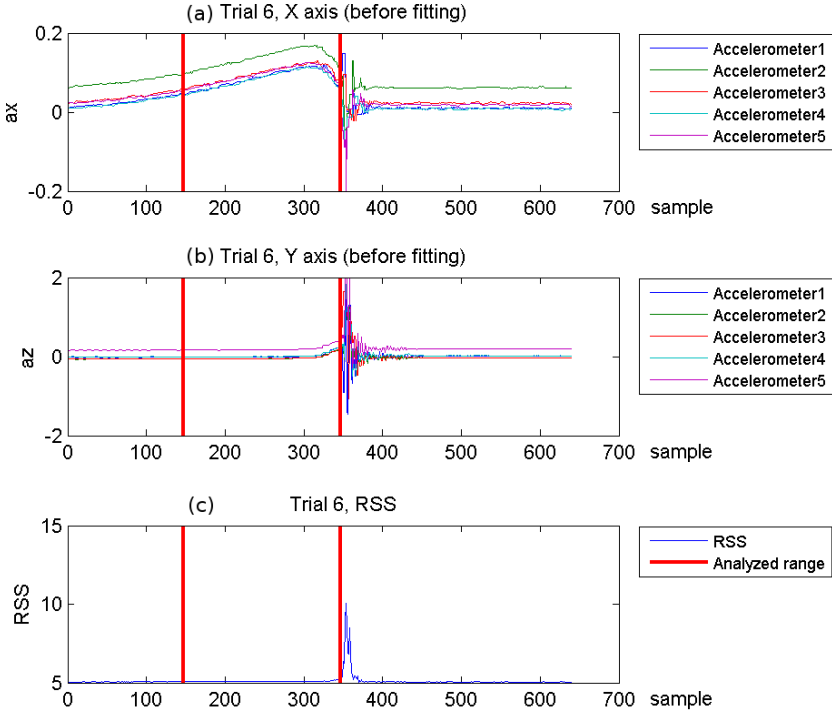 (a) Trial 6, X axis (before fitting)
0.2
0
-0.2
ax
0 100 200 300 400 500 600 700 sample
Accelerometer1
Accelerometer2
Accelerometer3
Accelerometer4
Accelerometer5
(b) Trial 6, Y axis (before fitting)
2
0
-2
az
0 100 200 300 400 500 600 700 sample
Accelerometer1
Accelerometer2
Accelerometer3
Accelerometer4
Accelerometer5
(c) Trial 6, RSS
15
10
5
RSS
0 100 200 300 400 500 600 700 sample
RSS
Analyzed range